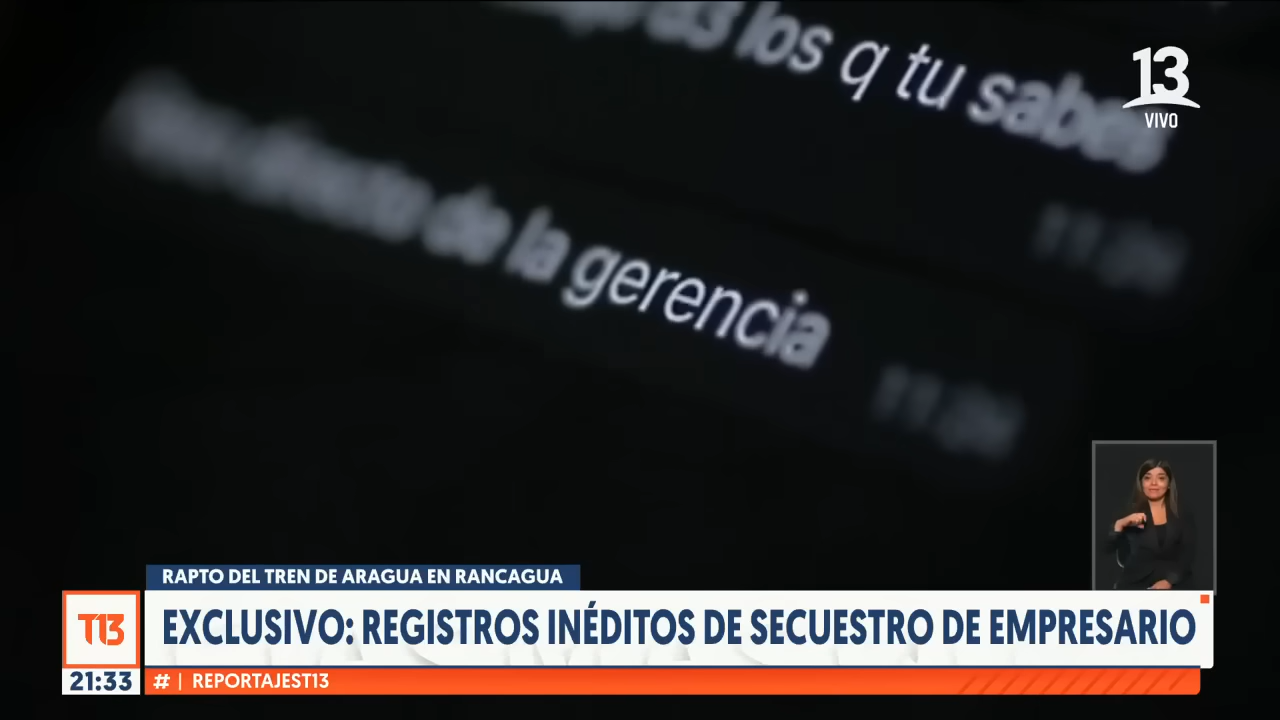 los q tu sabes
de la gerencia
13
VIVO
RAPTO DEL TREN DE ARAGUA EN RANCAGUA
T13
EXCLUSIVO: REGISTROS INÉDITOS DE SECUESTRO DE EMPRESARIO
21:33
# | REPORTAJEST13